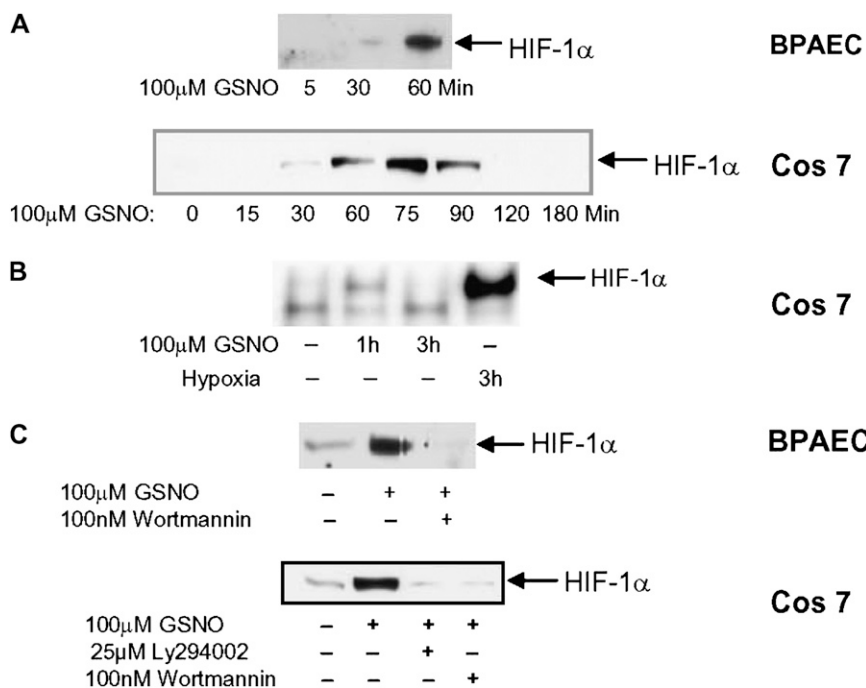 A
HIF-1α
BPAEC
100µM GSNO 5 30 60 Min
HIF-1α
Cos 7
100µM GSNO: 0 15 30 60 75 90 120 180 Min
B
HIF-1α
Cos 7
100µM GSNO – 1h 3h –
Hypoxia – – – 3h
C
HIF-1α
BPAEC
100µM GSNO – + +
100nM Wortmannin – – +
HIF-1α
Cos 7
100µM GSNO – + + +
25µM Ly294002 – – + –
100nM Wortmannin – – – +